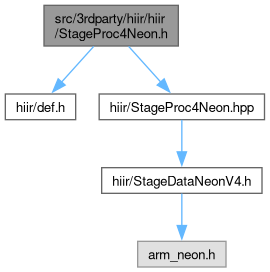 src/3rdparty/hiir/hiir
/StageProc4Neon.h
hiir/def.h
hiir/StageProc4Neon.hpp
hiir/StageDataNeonV4.h
arm_neon.h